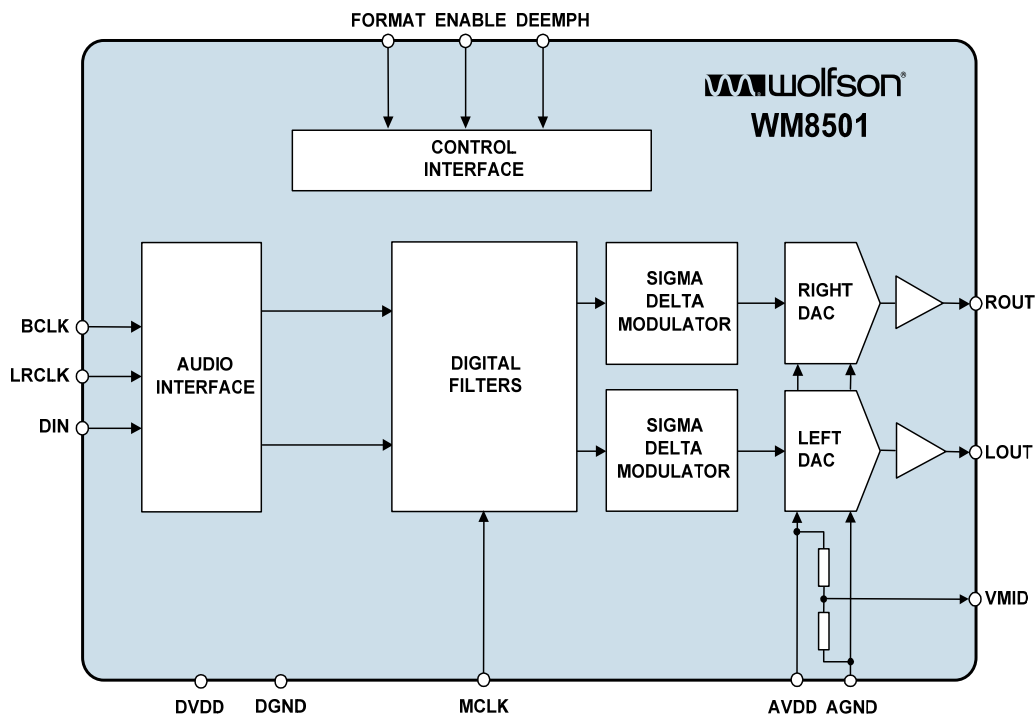 FORMAT ENABLE DEEMPH
wolfson®
WM8501
CONTROL
INTERFACE
AUDIO
INTERFACE
DIGITAL
FILTERS
SIGMA
DELTA
MODULATOR
RIGHT
DAC
SIGMA
DELTA
MODULATOR
LEFT
DAC
BCLK
LRCLK
DIN
ROUT
LOUT
VMID
DVDD
DGND
MCLK
AVDD
AGND